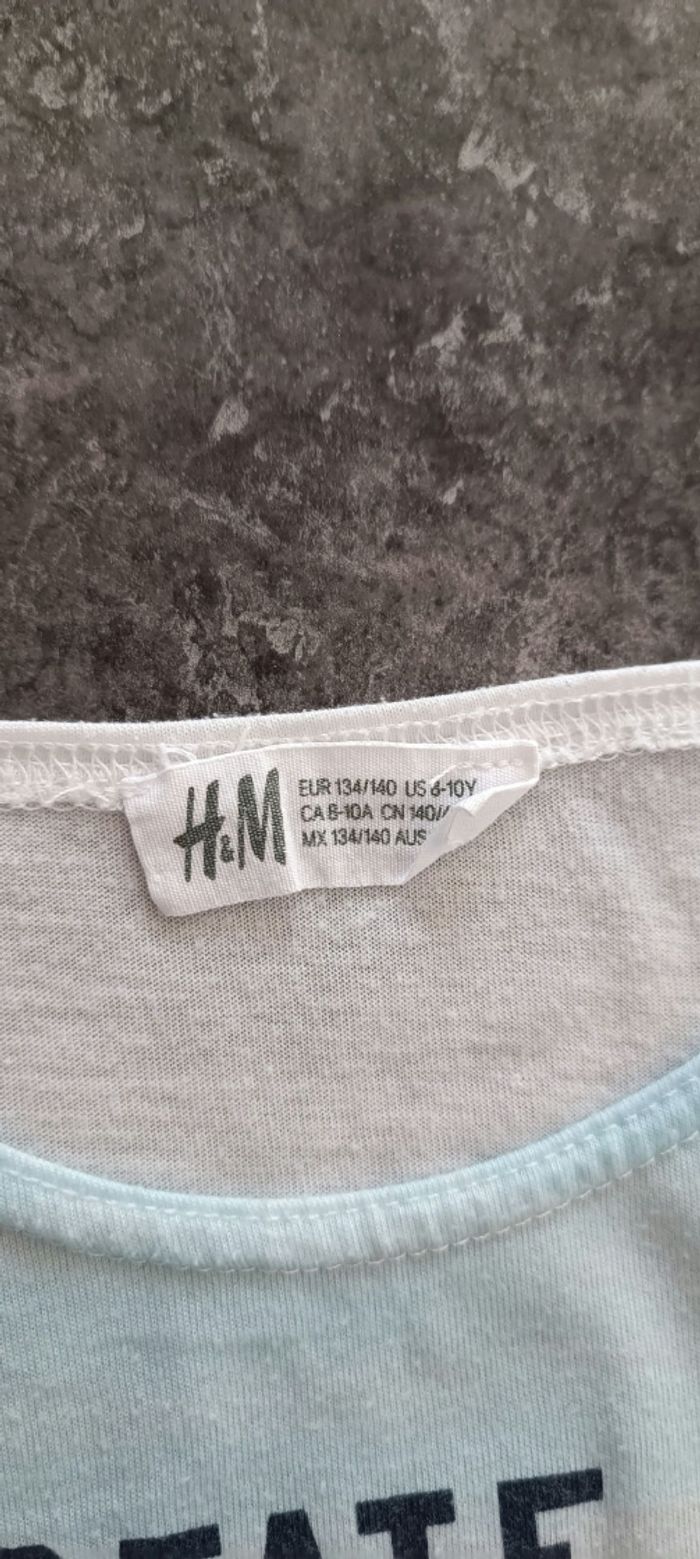 H&M
EUR 134/140 US 8-10Y
CA 8-10A CN 140/
MX 134/140 AUS